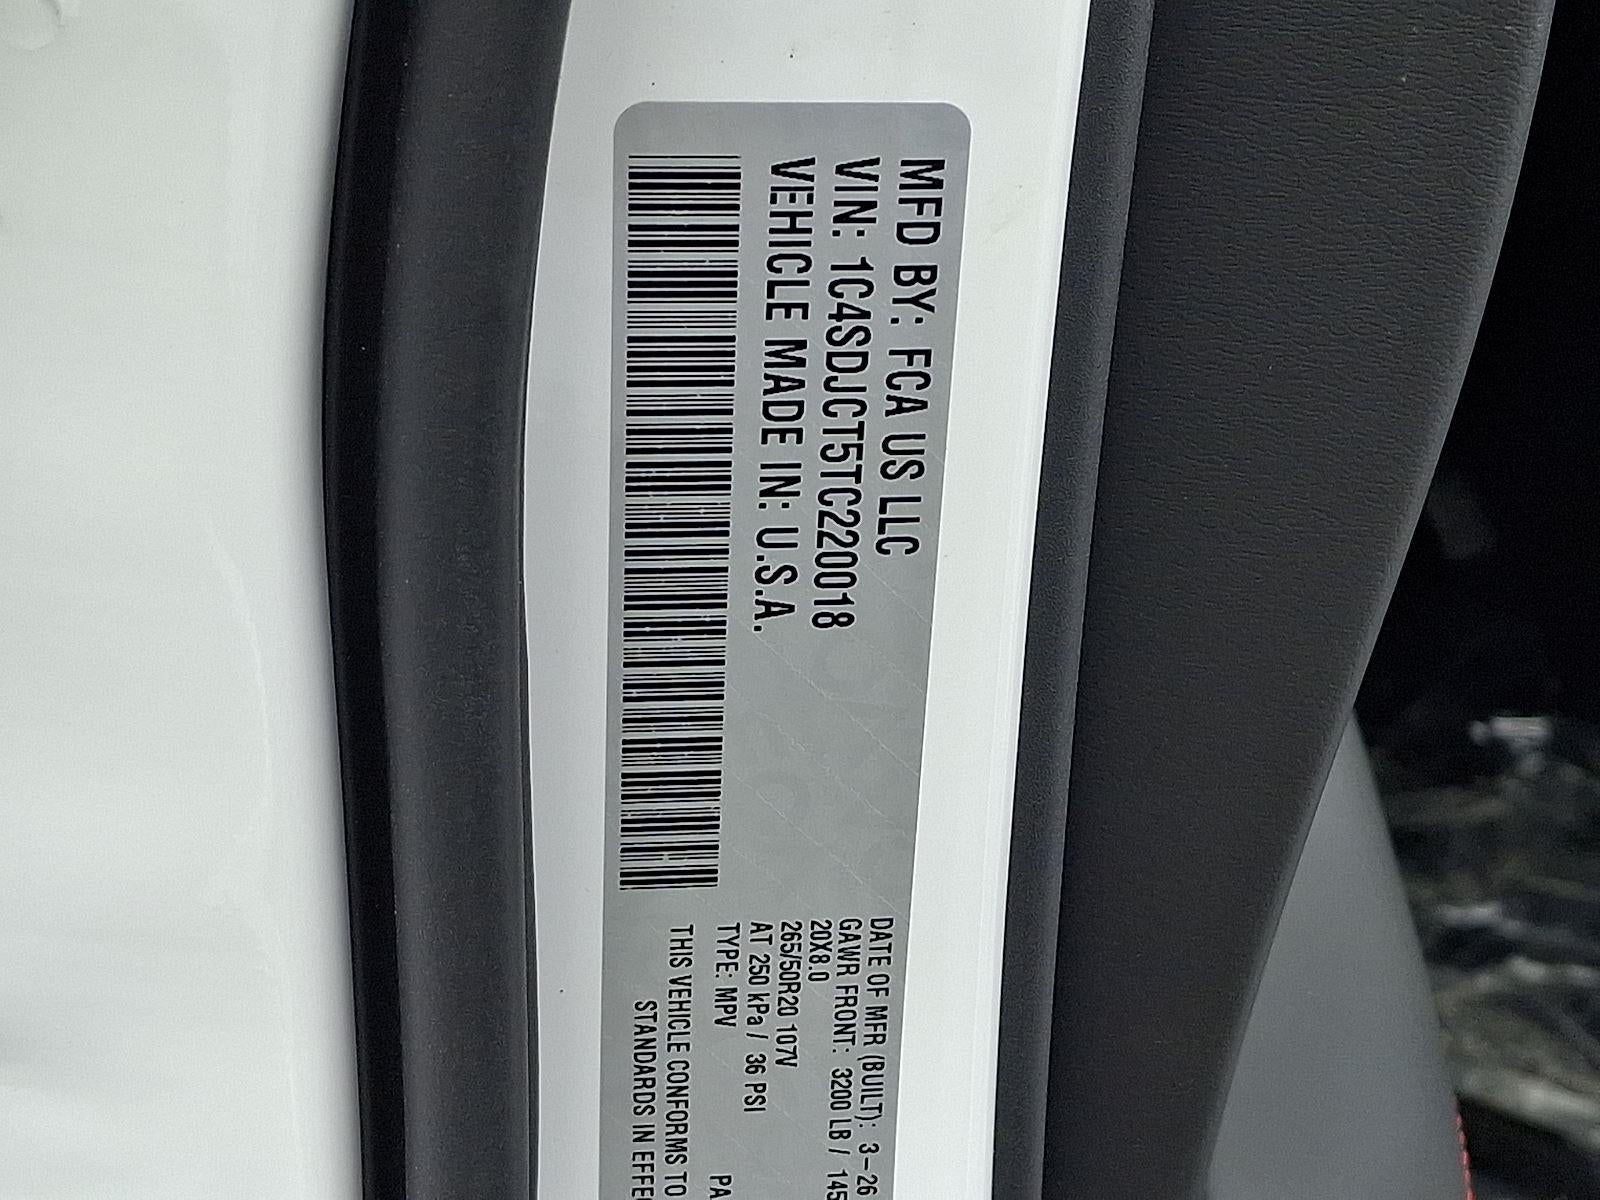 MFD BY: FCA US LLC
VIN: 1C4SDJCT5TC220018
VEHICLE MADE IN: U.S.A.
DATE OF MFR (BUILT): 3-26
GAWR FRONT: 3200 LB / 145
20X8.0
265/50R20 107V
AT 250 kPa / 36 PSI
TYPE: MPV PA
THIS VEHICLE CONFORMS TO
STANDARDS IN EFFE